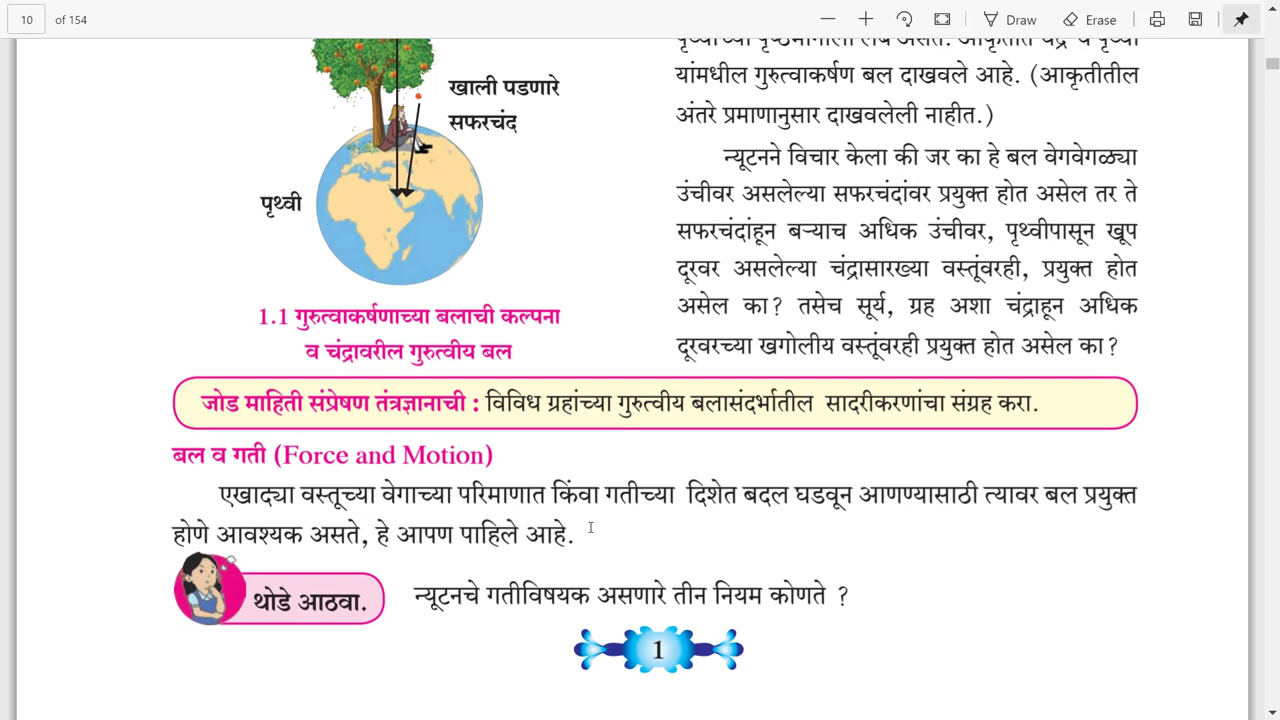 10 of 154
Draw
Erase
खाली पडणारे
सफरचंद
पृथ्वी
1.1 गुरुत्वाकर्षणाच्या बलाची कल्पना
व चंद्रावरील गुरुत्वीय बल
यांमधील गुरुत्वाकर्षण बल दाखवले आहे. (आकृतीतील
अंतरे प्रमाणानुसार दाखवलेली नाहीत.)
न्यूटनने विचार केला की जर का हे बल वेगवेगळ्या
उंचीवर असलेल्या सफरचंदांवर प्रयुक्त होत असेल तर ते
सफरचंदांहून बऱ्याच अधिक उंचीवर, पृथ्वीपासून खूप
दूरवर असलेल्या चंद्रासारख्या वस्तूंवरही, प्रयुक्त होत
असेल का? तसेच सूर्य, ग्रह अशा चंद्राहून अधिक
दूरवरच्या खगोलीय वस्तूंवरही प्रयुक्त होत असेल का?
जोड माहिती संप्रेषण तंत्रज्ञानाची : विविध ग्रहांच्या गुरुत्वीय बलासंदर्भातील सादरीकरणांचा संग्रह करा.
बल व गती (Force and Motion)
एखाद्या वस्तूच्या वेगाच्या परिमाणात किंवा गतीच्या दिशेत बदल घडवून आणण्यासाठी त्यावर बल प्रयुक्त
होणे आवश्यक असते, हे आपण पाहिले आहे.
थोडे आठवा.
न्यूटनचे गतीविषयक असणारे तीन नियम कोणते ?
1